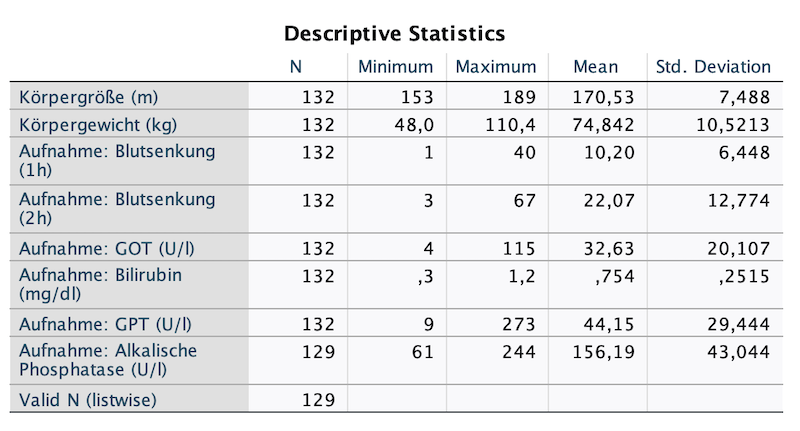 Descriptive Statistics
N Minimum Maximum Mean Std. Deviation
Körpergröße (m) 132 153 189 170,53 7,488
Körpergewicht (kg) 132 48,0 110,4 74,842 10,5213
Aufnahme: Blutsenkung
(1h) 132 1 40 10,20 6,448
Aufnahme: Blutsenkung
(2h) 132 3 67 22,07 12,774
Aufnahme: GOT (U/l) 132 4 115 32,63 20,107
Aufnahme: Bilirubin
(mg/dl) 132 ,3 1,2 ,754 ,2515
Aufnahme: GPT (U/l) 132 9 273 44,15 29,444
Aufnahme: Alkalische
Phosphatase (U/l) 129 61 244 156,19 43,044
Valid N (listwise) 129